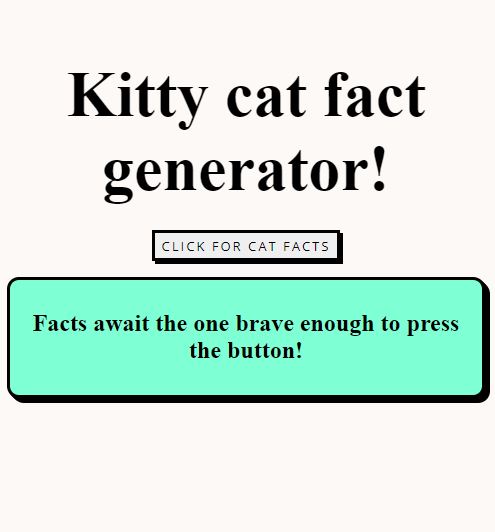 Kitty cat fact
generator!
CLICK FOR CAT FACTS
Facts await the one brave enough to press
the button!